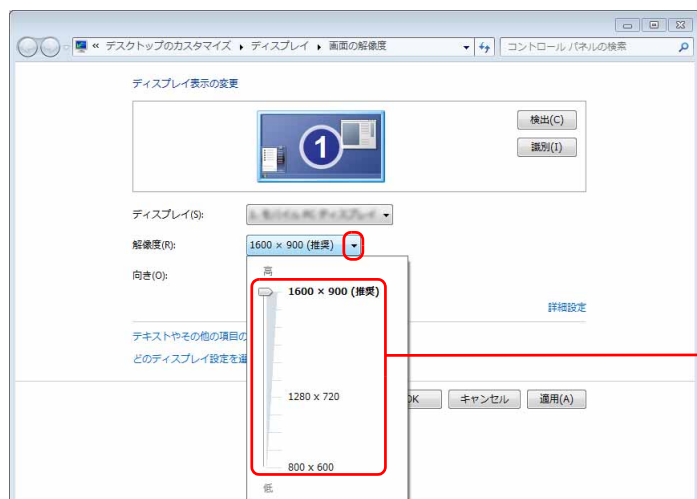 « デスクトップのカスタマイズ ▸ ディスプレイ ▸ 画面の解像度
コントロール パネルの検索
ディスプレイ表示の変更
検出(C)
1
識別(I)
ディスプレイ(S):
解像度(R):
1600 × 900 (推奨)
向き(O):
高
1600 × 900 (推奨)
詳細設定
テキストやその他の項目の
どのディスプレイ設定を選
1280 x 720
OK
キャンセル
適用(A)
800 x 600
低